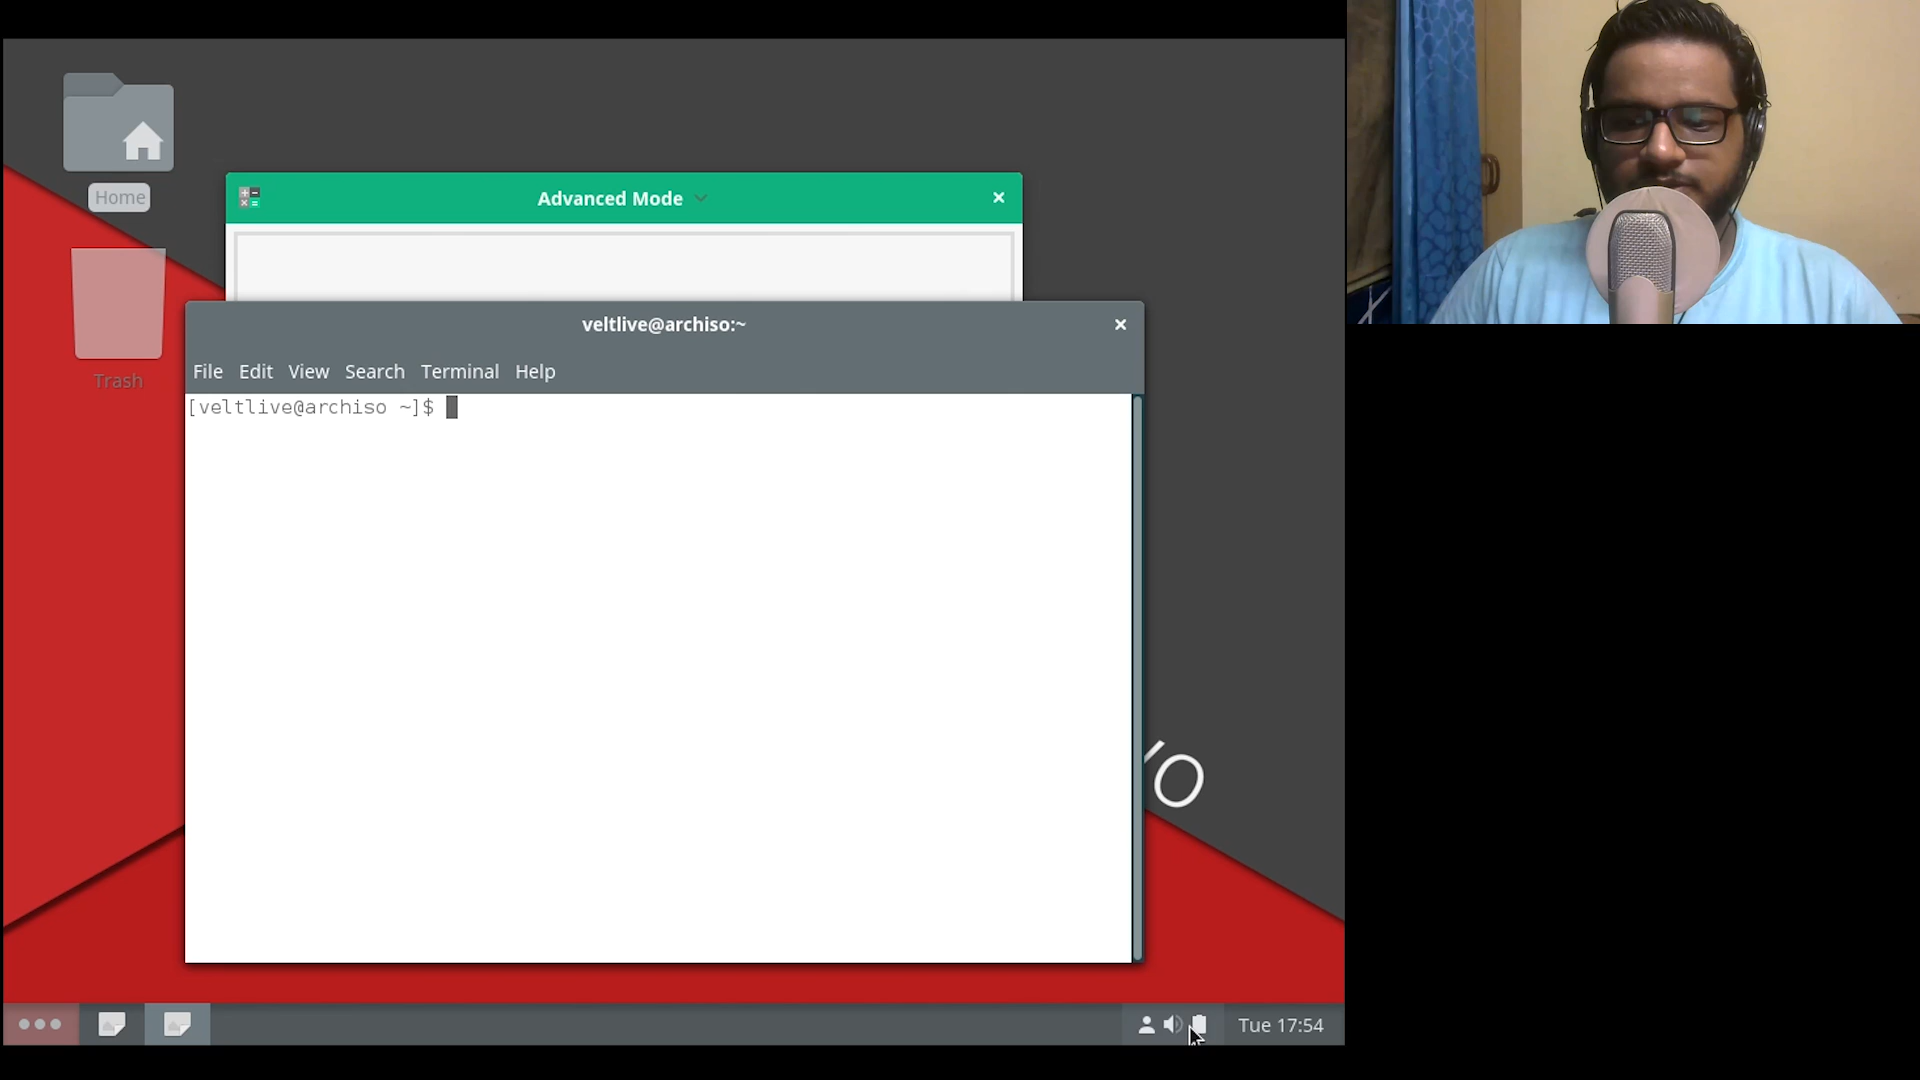 Home
Trash
Advanced Mode
veltlive@archiso:~
File Edit View Search Terminal Help
[veltlive@archiso ~]$
Tue 17:54